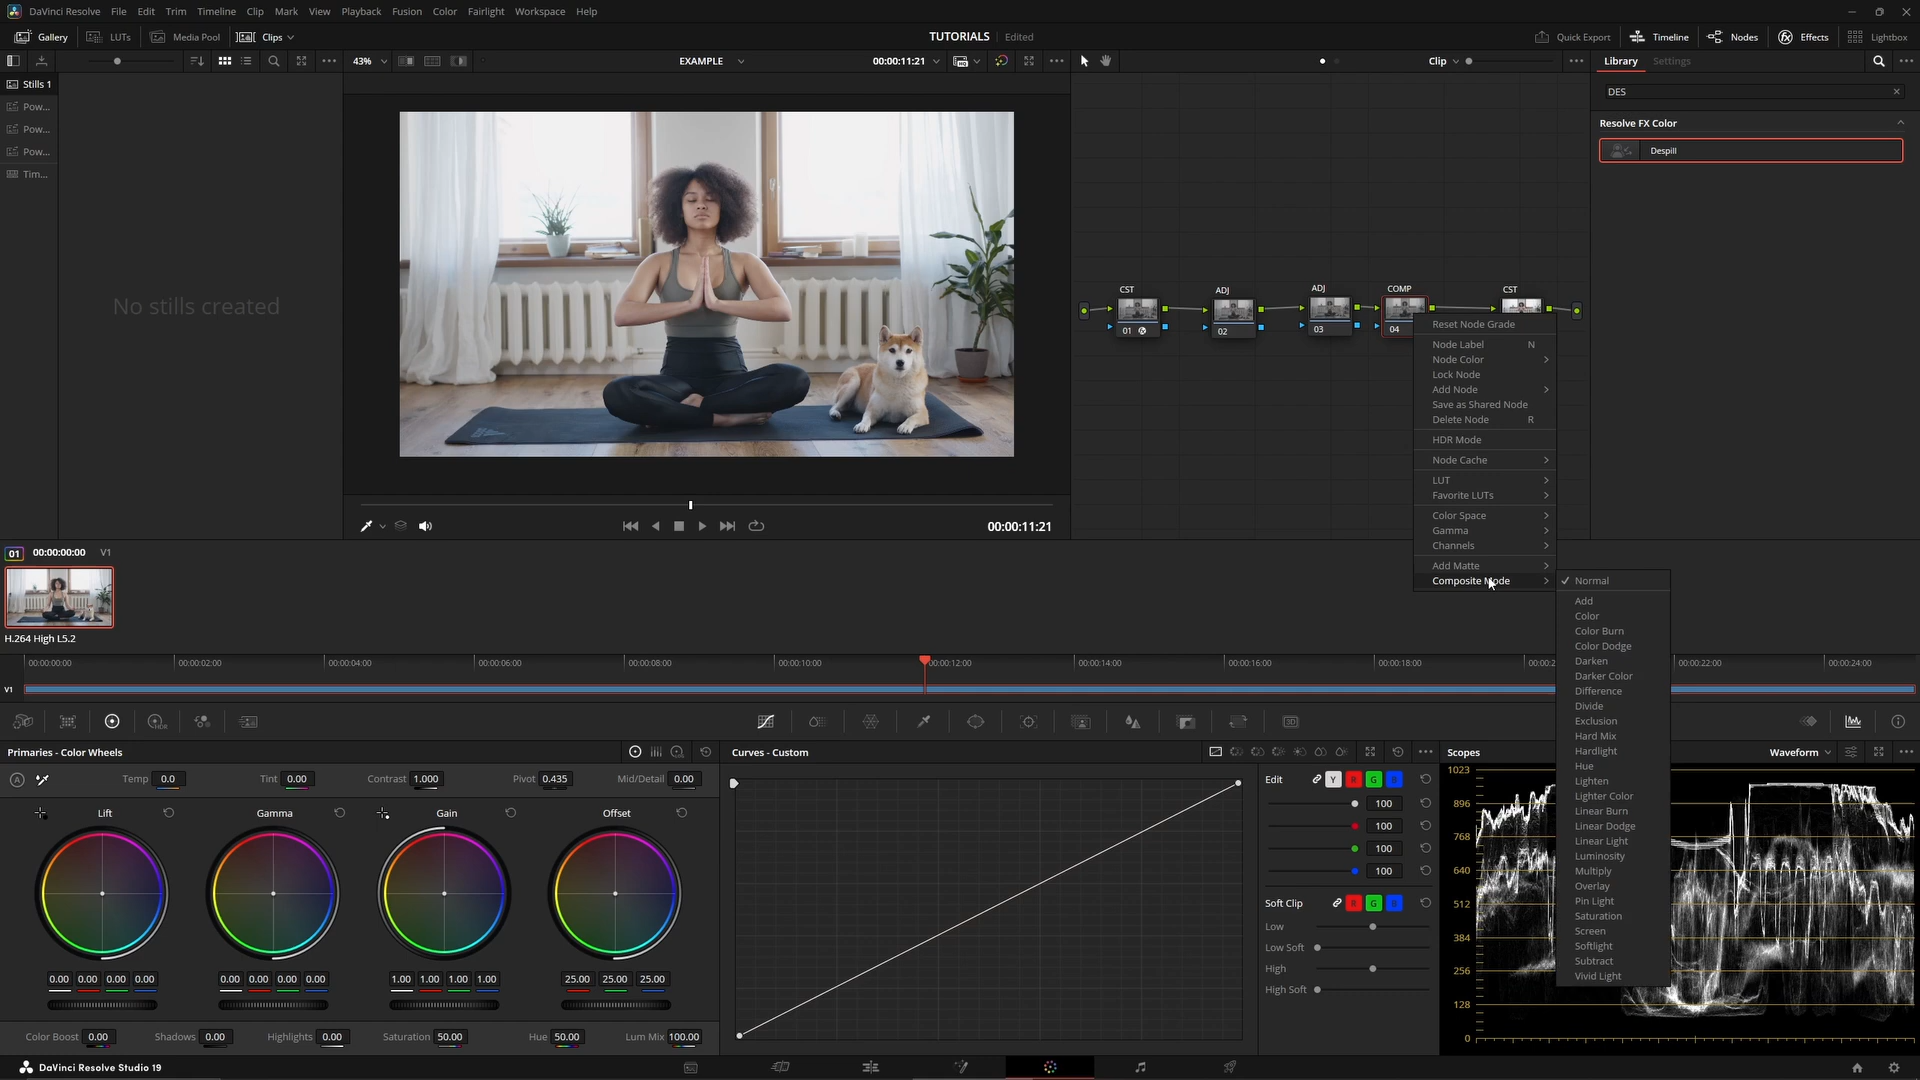 DaVinci Resolve File Edit Trim Timeline Clip Mark View Playback Fusion Color Fairlight Workspace Help
Gallery LUTs Media Pool Clips TUTORIALS Edited Quick Export Timeline Nodes Effects Lightbox
43% EXAMPLE 00:00:11:21 Clip Library Settings
Stills 1
DES
Pow...
Resolve FX Color
Pow...
Despill
Pow...
Tim...
No stills created
CST ADJ ADJ COMP CST
01 02 03 04
Reset Node Grade
Node Label N
Node Color
Lock Node
Add Node
Save as Shared Node
Delete Node R
HDR Mode
Node Cache
LUT
Favorite LUTs
Color Space
Gamma
Channels
Add Matte
Composite Mode
Normal
Add
Color
Color Burn
Color Dodge
Darken
Darker Color
Difference
Divide
Exclusion
Hard Mix
Hardlight
Hue
Lighten
Lighter Color
Linear Burn
Linear Dodge
Linear Light
Luminosity
Multiply
Overlay
Pin Light
Saturation
Screen
Softlight
Subtract
Vivid Light
00:00:11:21
01 00:00:00:00 V1
H.264 High L5.2
00:00:00:00 00:00:02:00 00:00:04:00 00:00:06:00 00:00:08:00 00:00:10:00 00:00:12:00 00:00:14:00 00:00:16:00 00:00:18:00 00:00:2 00:00:22:00 00:00:24:00
V1
Primaries - Color Wheels
Temp 0.0 Tint 0.00 Contrast 1.000 Pivot 0.435 Mid/Detail 0.00
Lift Gamma Gain Offset
0.00 0.00 0.00 0.00 0.00 0.00 0.00 0.00 1.00 1.00 1.00 1.00 25.00 25.00 25.00
Color Boost 0.00 Shadows 0.00 Highlights 0.00 Saturation 50.00 Hue 50.00 Lum Mix 100.00
Curves - Custom
Edit Y R G B
100
100
100
100
Soft Clip R G B
Low
Low Soft
High
High Soft
Scopes Waveform
1023
896
768
640
512
384
256
128
0
DaVinci Resolve Studio 19